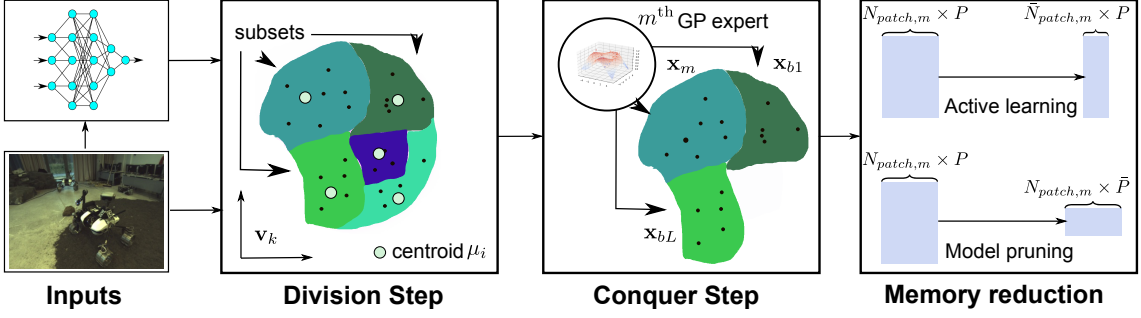 subsets
v_k
centroid μ_i
m^th GP expert
x_m
x_b1
x_bL
N_patch,m × P
N̄_patch,m × P
Active learning
N_patch,m × P
N_patch,m × P̄
Model pruning
Inputs
Division Step
Conquer Step
Memory reduction